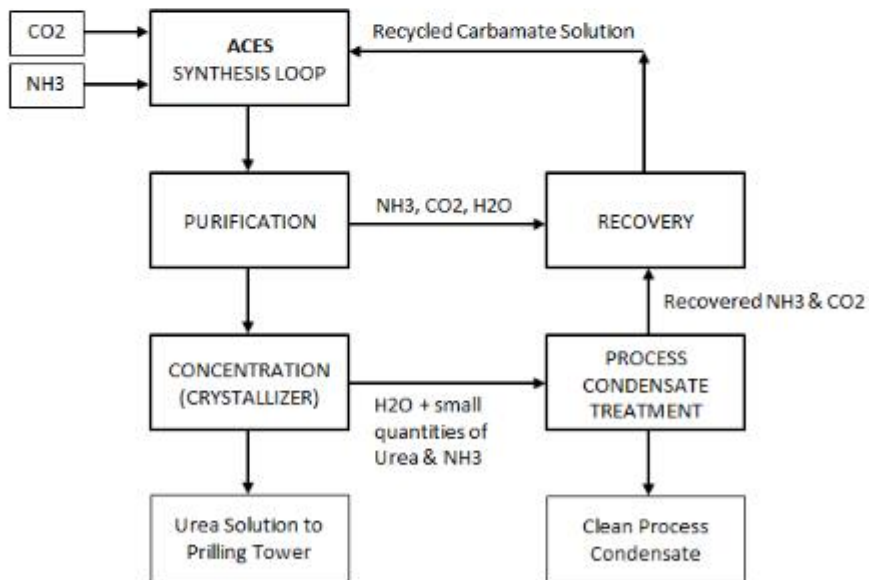 CO2
ACES
SYNTHESIS LOOP
Recycled Carbamate Solution
NH3
PURIFICATION
NH3, CO2, H2O
RECOVERY
Recovered NH3 & CO2
CONCENTRATION
(CRYSTALLIZER)
H2O + small
quantities of
Urea & NH3
PROCESS
CONDENSATE
TREATMENT
Urea Solution to
Prilling Tower
Clean Process
Condensate